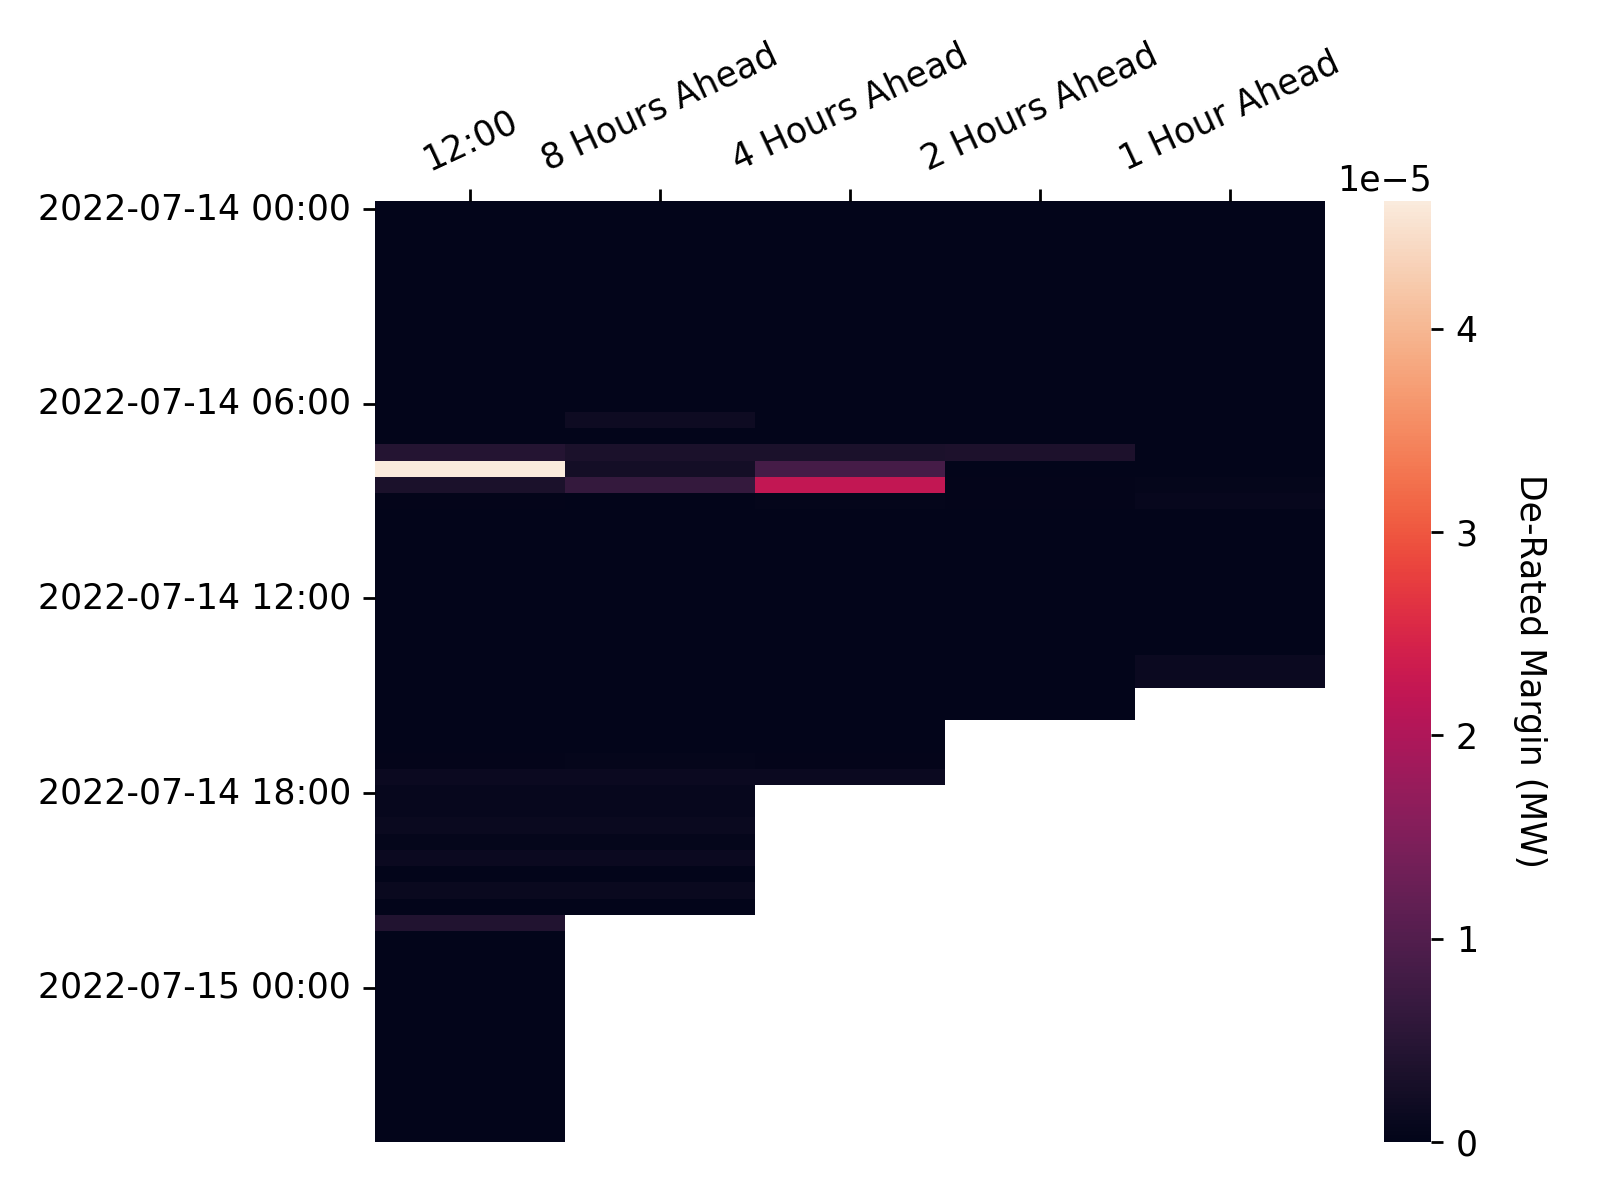 12:00
8 Hours Ahead
4 Hours Ahead
2 Hours Ahead
1 Hour Ahead
1e−5
2022-07-14 00:00
2022-07-14 06:00
2022-07-14 12:00
2022-07-14 18:00
2022-07-15 00:00
4
3
2
1
0
De-Rated Margin (MW)